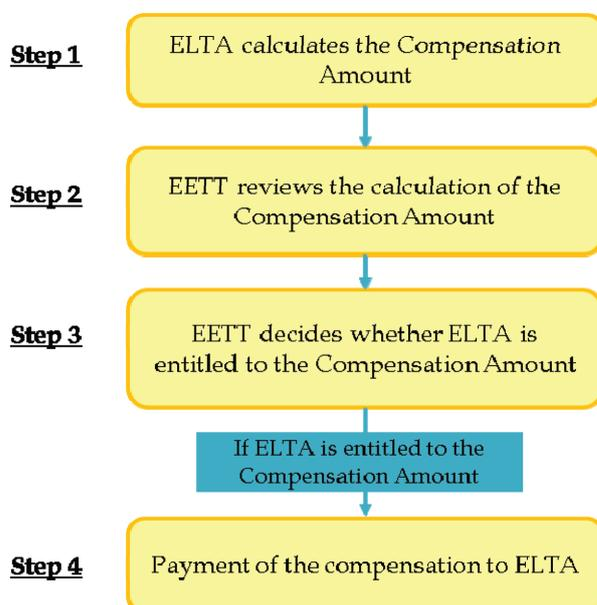 Step 1
ELTA calculates the Compensation
Amount
Step 2
EETT reviews the calculation of the
Compensation Amount
Step 3
EETT decides whether ELTA is
entitled to the Compensation Amount
If ELTA is entitled to the
Compensation Amount
Step 4
Payment of the compensation to ELTA